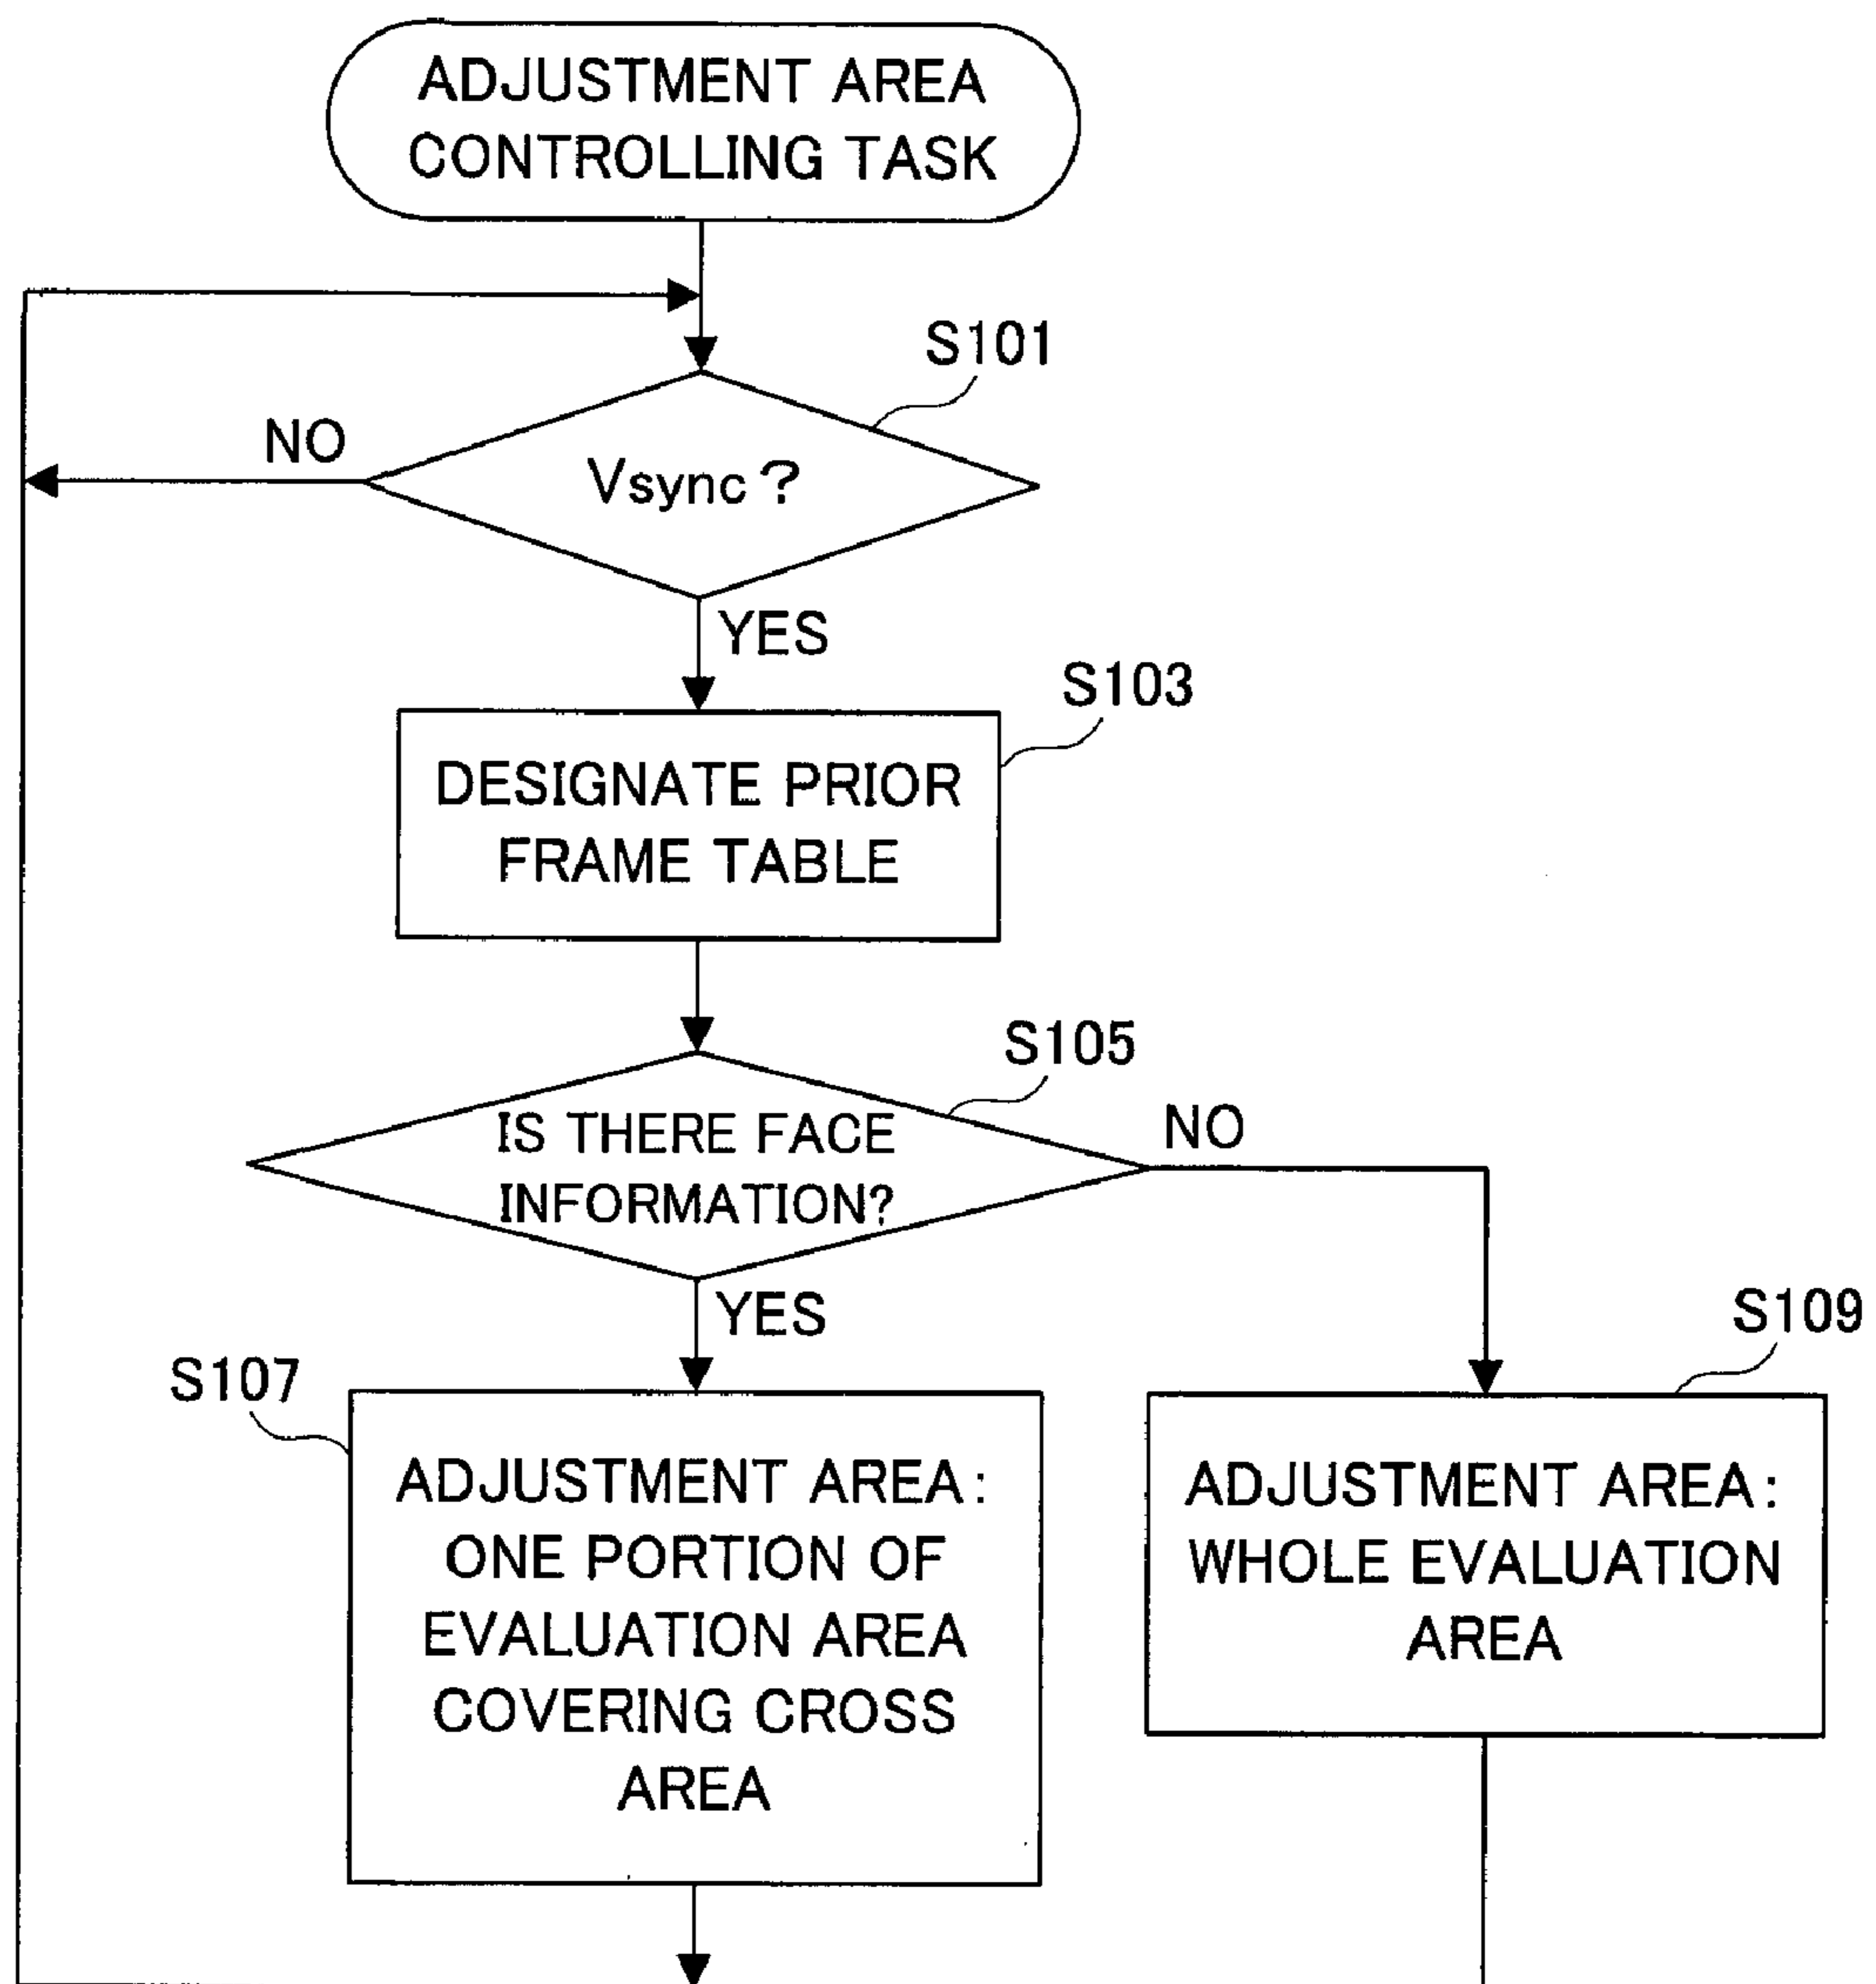 ADJUSTMENT AREA
CONTROLLING TASK
S101
NO
Vsync?
YES
S103
DESIGNATE PRIOR
FRAME TABLE
S105
IS THERE FACE
INFORMATION?
NO
YES
S107
S109
ADJUSTMENT AREA:
ONE PORTION OF
EVALUATION AREA
COVERING CROSS
AREA
ADJUSTMENT AREA:
WHOLE EVALUATION
AREA